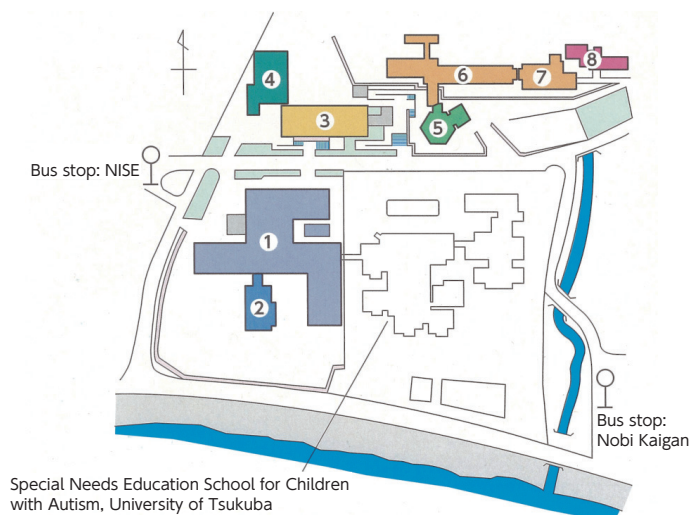 8
4
6
7
3
5
Bus stop: NISE
1
2
Bus stop:
Nobi Kaigan
Special Needs Education School for Children
with Autism, University of Tsukuba